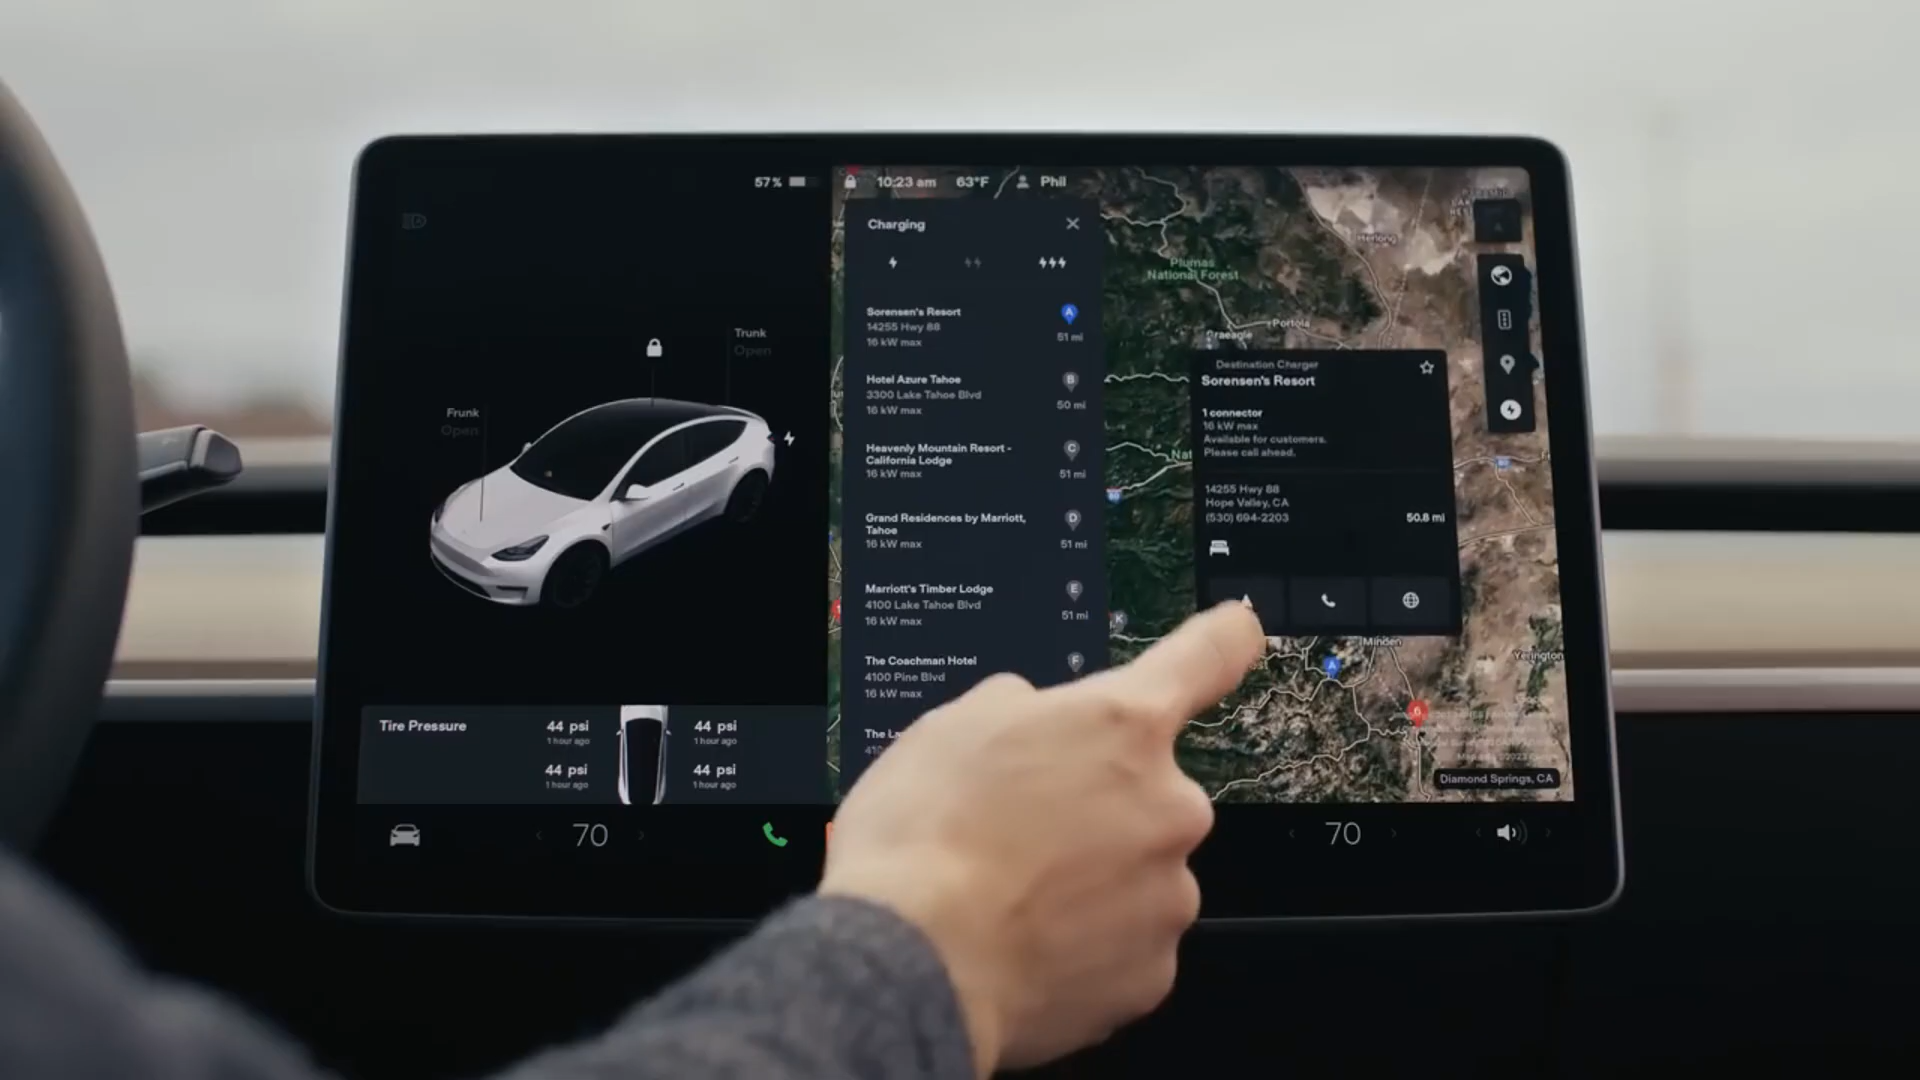 57%
10:23 am
63°F
Phil
Trunk
Open
Frunk
Open
Tire Pressure
44 psi
1 hour ago
44 psi
1 hour ago
44 psi
1 hour ago
44 psi
1 hour ago
70
Charging
Sorensen's Resort
A
14255 Hwy 88
16 kW max
51 mi
Hotel Azure Tahoe
B
3300 Lake Tahoe Blvd
16 kW max
50 mi
Heavenly Mountain Resort -
California Lodge
C
16 kW max
51 mi
Grand Residences by Marriott,
Tahoe
D
16 kW max
51 mi
Marriott's Timber Lodge
E
4100 Lake Tahoe Blvd
16 kW max
51 mi
The Coachman Hotel
F
4100 Pine Blvd
16 kW max
The
Plumas
National Forest
Herlong
Portola
Graeagle
Destination Charger
Sorensen's Resort
1 connector
16 kW max
Available for customers.
Please call ahead.
14255 Hwy 88
Hope Valley, CA
(530) 694-2203
50.8 mi
80
80
K
Minden
Yerington
A
6
Diamond Springs, CA
70